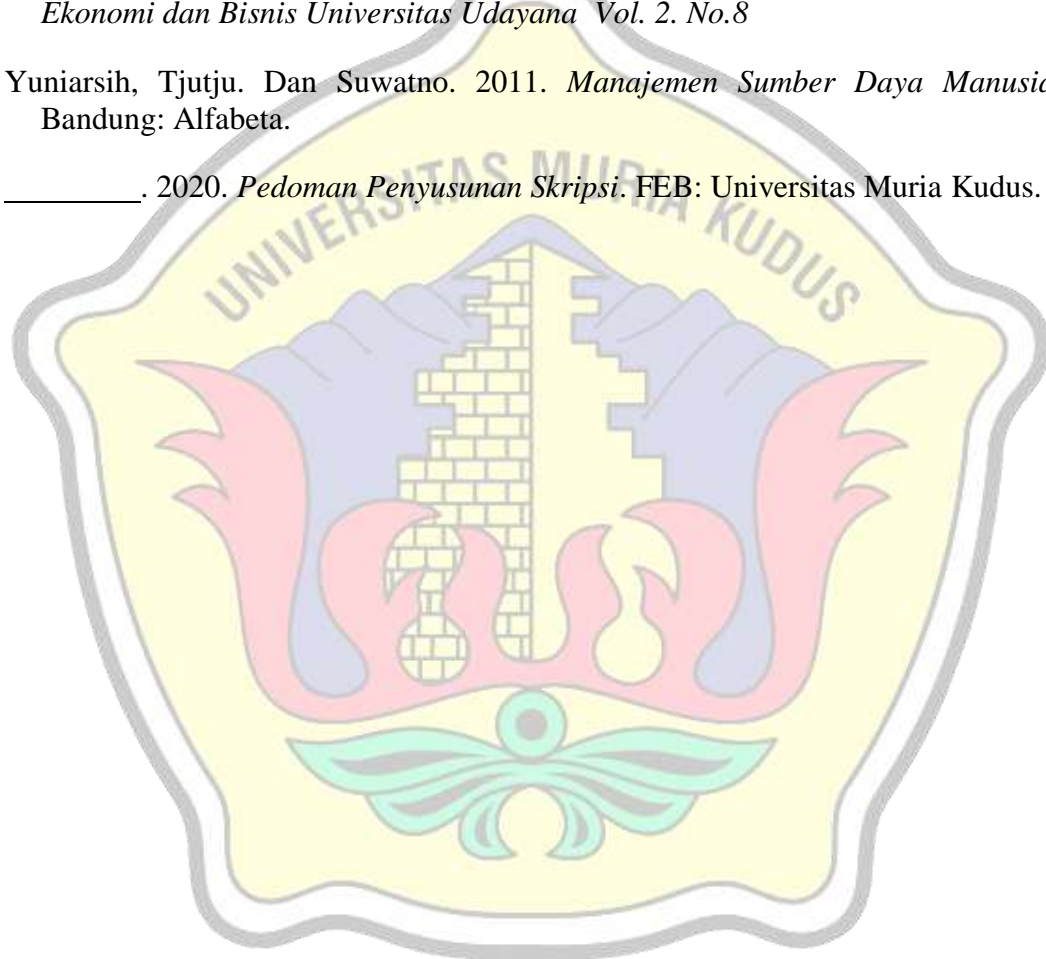 Ekonomi dan Bisnis Universitas Udayana Vol. 2. No.8
Yuniarsih, Tjutju. Dan Suwatno. 2011. Manajemen Sumber Daya Manusia
Bandung: Alfabeta.
_________. 2020. Pedoman Penyusunan Skripsi. FEB: Universitas Muria Kudus.
UNIVERSITAS MURIA KUDUS